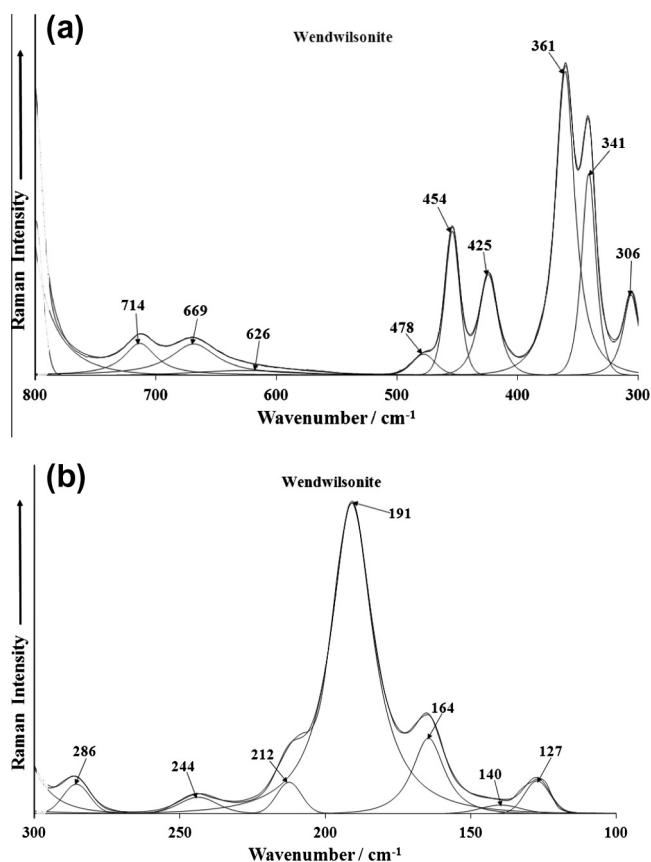 (a)
Wendwilsonite
361
341
454
425
306
714
669
626
478
Raman Intensity
800 700 600 500 400 300
Wavenumber / cm-1
(b)
Wendwilsonite
191
164
286
244
212
140
127
Raman Intensity
300 250 200 150 100
Wavenumber / cm-1